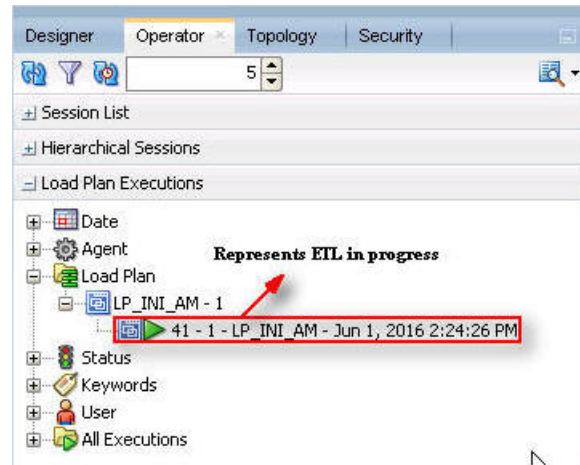 Designer Operator Topology Security
5
Session List
Hierarchical Sessions
Load Plan Executions
Date
Agent
Represents ETL in progress
Load Plan
LP_INI_AM - 1
41 - 1 - LP_INI_AM - Jun 1, 2016 2:24:26 PM
Status
Keywords
User
All Executions